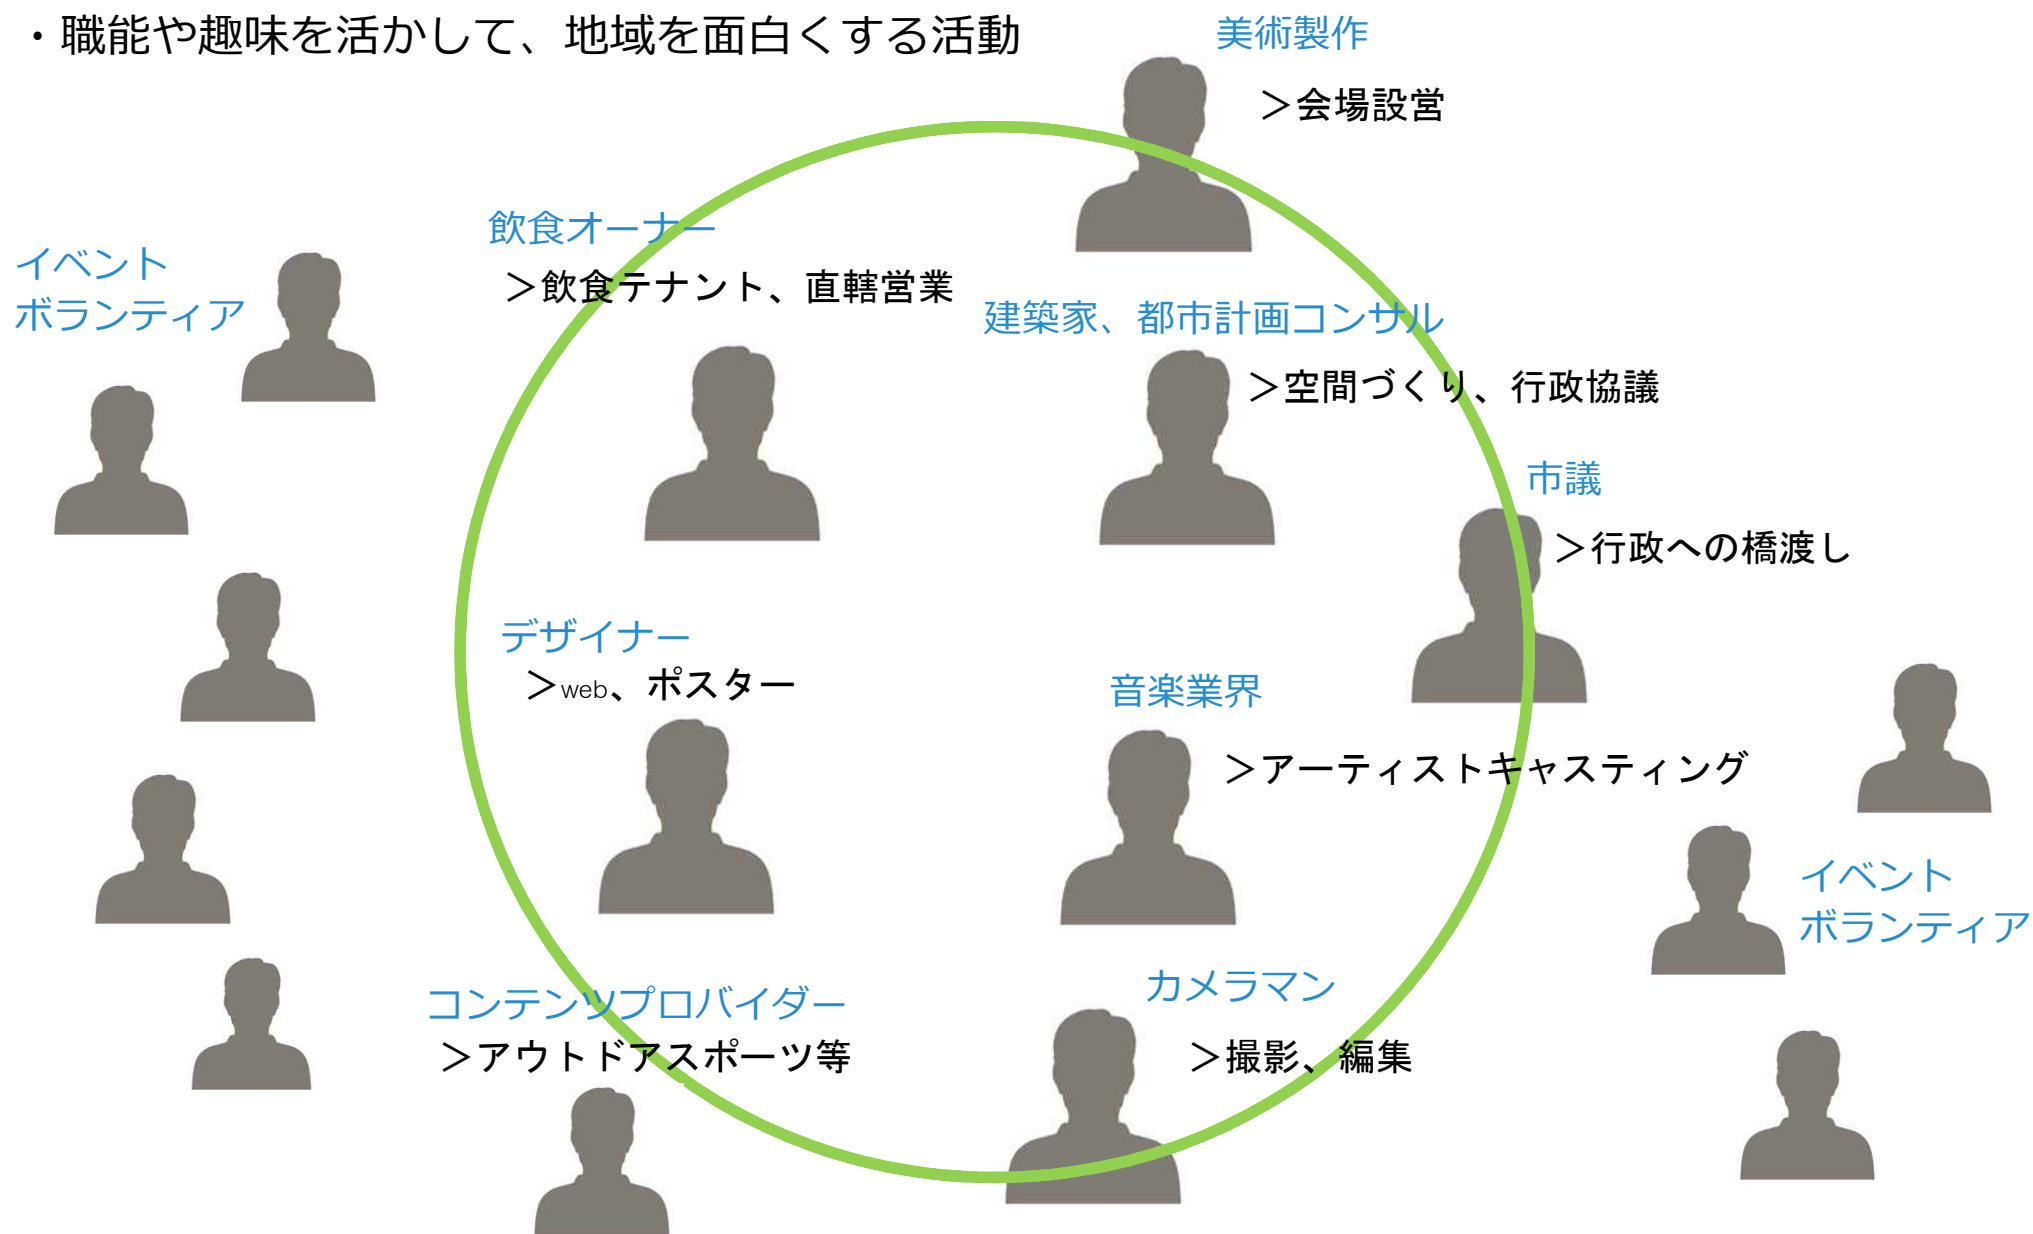 ・職能や趣味を活かして、地域を面白くする活動
美術製作
＞会場設営
飲食オーナー
＞飲食テナント、直轄営業
イベント
ボランティア
建築家、都市計画コンサル
＞空間づくり、行政協議
市議
＞行政への橋渡し
デザイナー
＞web、ポスター
音楽業界
＞アーティストキャスティング
イベント
ボランティア
コンテンツプロバイダー
＞アウトドアスポーツ等
カメラマン
＞撮影、編集